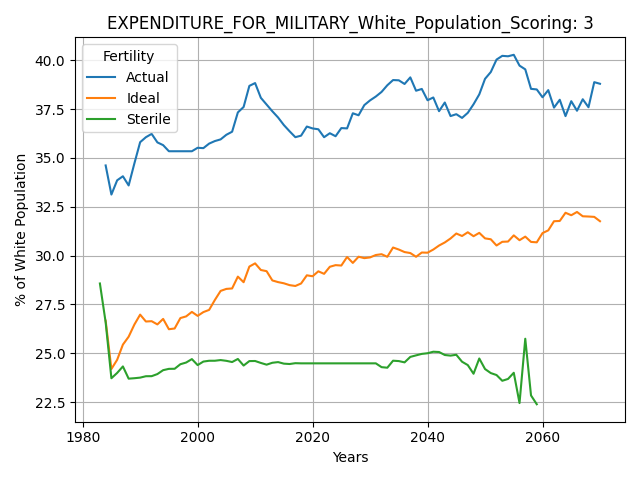 EXPENDITURE_FOR_MILITARY_White_Population_Scoring: 3
Fertility
Actual
Ideal
Sterile
% of White Population
40.0
37.5
35.0
32.5
30.0
27.5
25.0
22.5
1980 2000 2020 2040 2060
Years